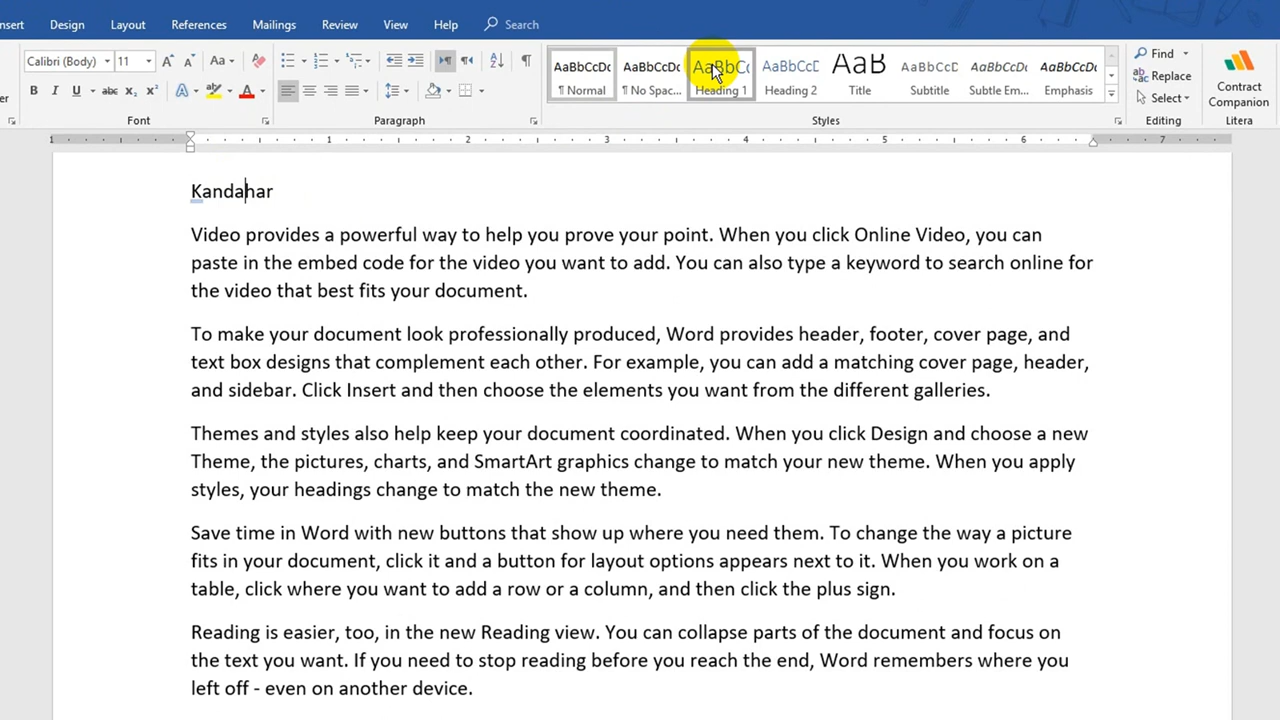 nsert Design Layout References Mailings Review View Help Search
Calibri (Body) 11 Aa
B I U abc x₂ x² A A
er
Font Paragraph Styles Editing Litera
AaBbCcDc AaBbCcDc AaBbC AaBbCcD AaB AaBbCcD AaBbCcDc AaBbCcDc
¶ Normal ¶ No Spac... Heading 1 Heading 2 Title Subtitle Subtle Em... Emphasis
Find
Replace
Select
Contract
Companion
1 1 2 3 4 5 6 7
Kandahar
Video provides a powerful way to help you prove your point. When you click Online Video, you can
paste in the embed code for the video you want to add. You can also type a keyword to search online for
the video that best fits your document.
To make your document look professionally produced, Word provides header, footer, cover page, and
text box designs that complement each other. For example, you can add a matching cover page, header,
and sidebar. Click Insert and then choose the elements you want from the different galleries.
Themes and styles also help keep your document coordinated. When you click Design and choose a new
Theme, the pictures, charts, and SmartArt graphics change to match your new theme. When you apply
styles, your headings change to match the new theme.
Save time in Word with new buttons that show up where you need them. To change the way a picture
fits in your document, click it and a button for layout options appears next to it. When you work on a
table, click where you want to add a row or a column, and then click the plus sign.
Reading is easier, too, in the new Reading view. You can collapse parts of the document and focus on
the text you want. If you need to stop reading before you reach the end, Word remembers where you
left off - even on another device.